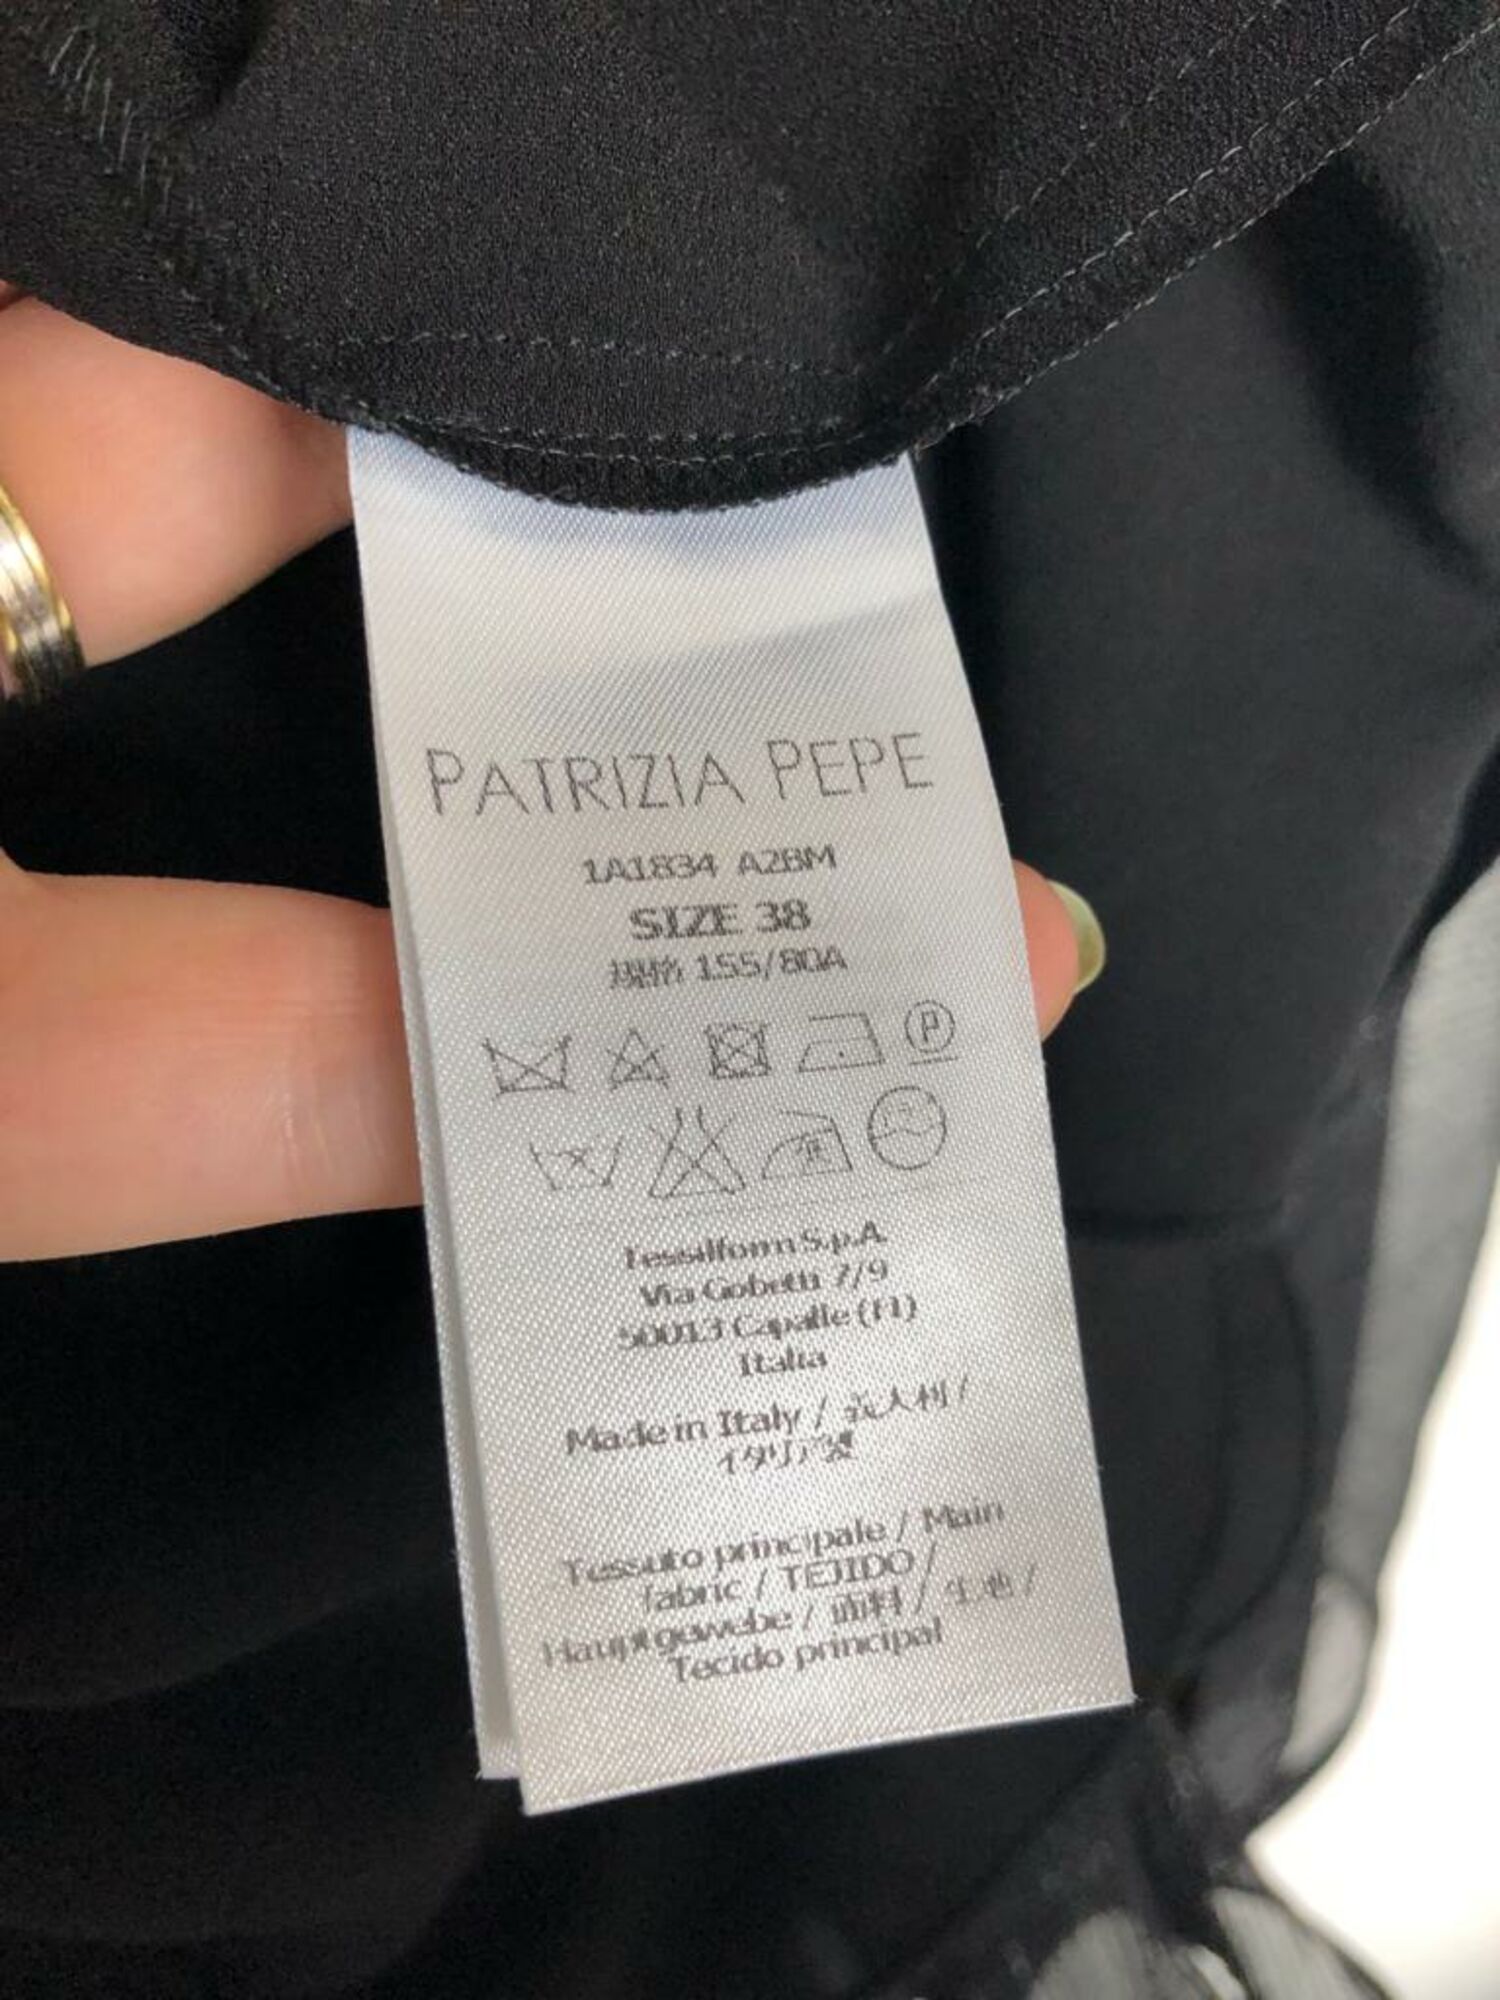 PATRIZIA PEPE
1A1834 A2BM
SIZE 38
规格 155/80A
P
Tessilform S.p.A.
Via Gobetti 7/9
50013 Capalle (FI)
Italia
Made in Italy / 意大利 /
イタリア製
Tessuto principale / Main
fabric / TEJIDO /
Hauptgewebe / 面料 / 生地 /
Tecido principal